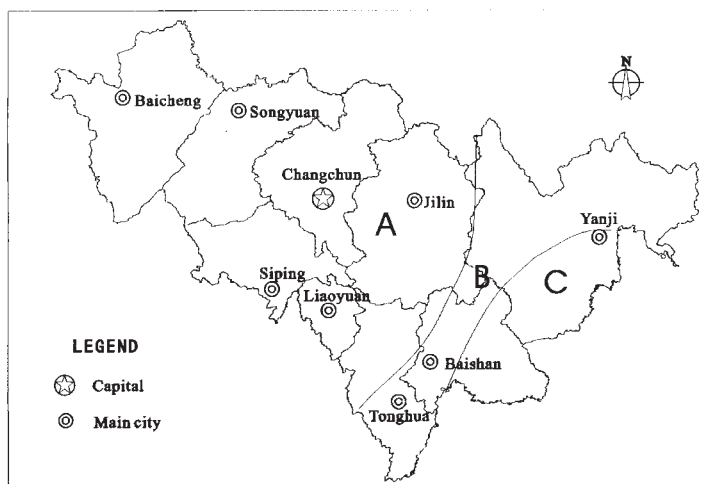 N
Baicheng
Songyuan
Changchun
Jilin
A
Yanji
Siping
B
C
Liaoyuan
LEGEND
Baishan
Capital
Tonghua
Main city